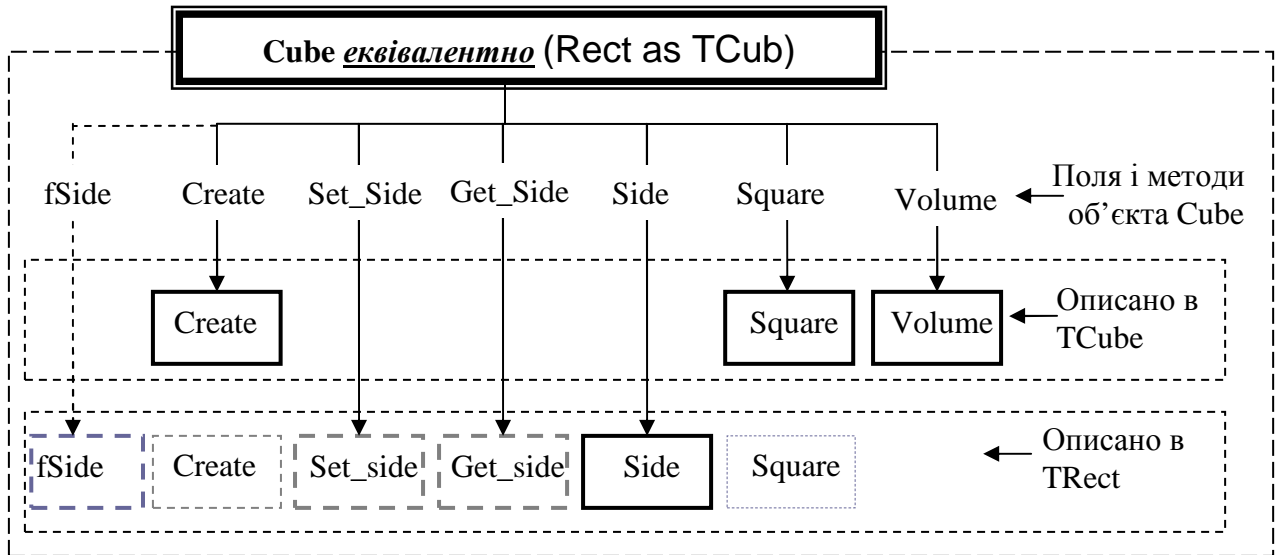 Cube еквівалентно (Rect as TCub)
fSide Create Set_Side Get_Side Side Square Volume
Поля і методи
об’єкта Cube
Create Square Volume
Описано в
TCube
fSide Create Set_side Get_side Side Square
Описано в
TRect